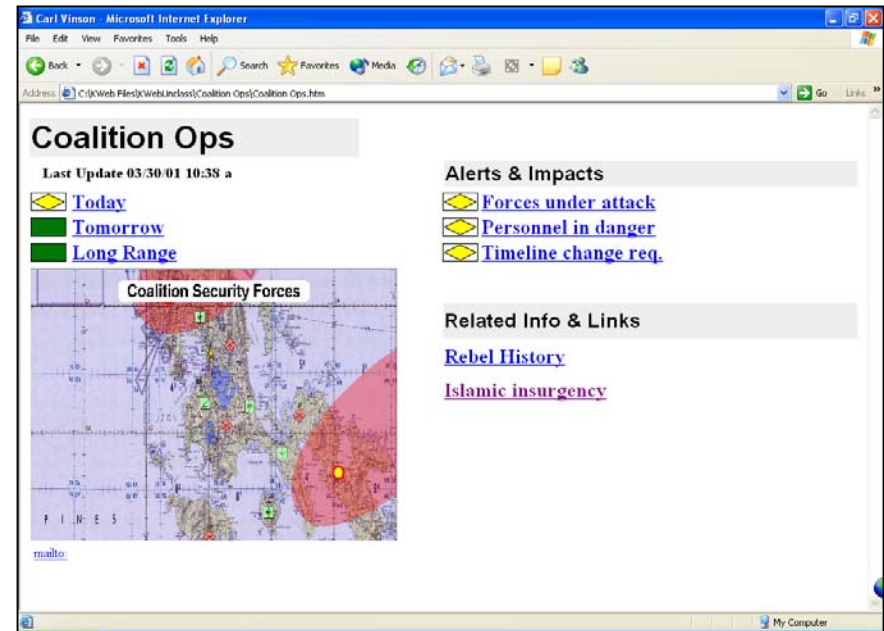 Carl Vinson - Microsoft Internet Explorer
File Edit View Favorites Tools Help
Back Search Favorites Media
Address C:\KWeb Files\KWebUnclass\Coalition Ops\Coalition Ops.htm Go Links »
Coalition Ops
Last Update 03/30/01 10:38 a
Today
Tomorrow
Long Range
Alerts & Impacts
Forces under attack
Personnel in danger
Timeline change req.
Coalition Security Forces
P I N E S
mailto:
Related Info & Links
Rebel History
Islamic insurgency
My Computer